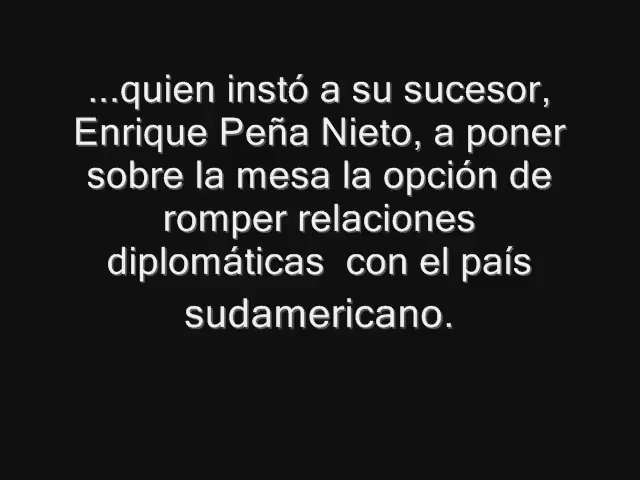 ...quien instó a su sucesor,
Enrique Peña Nieto, a poner
sobre la mesa la opción de
romper relaciones
diplomáticas  con el país
sudamericano.